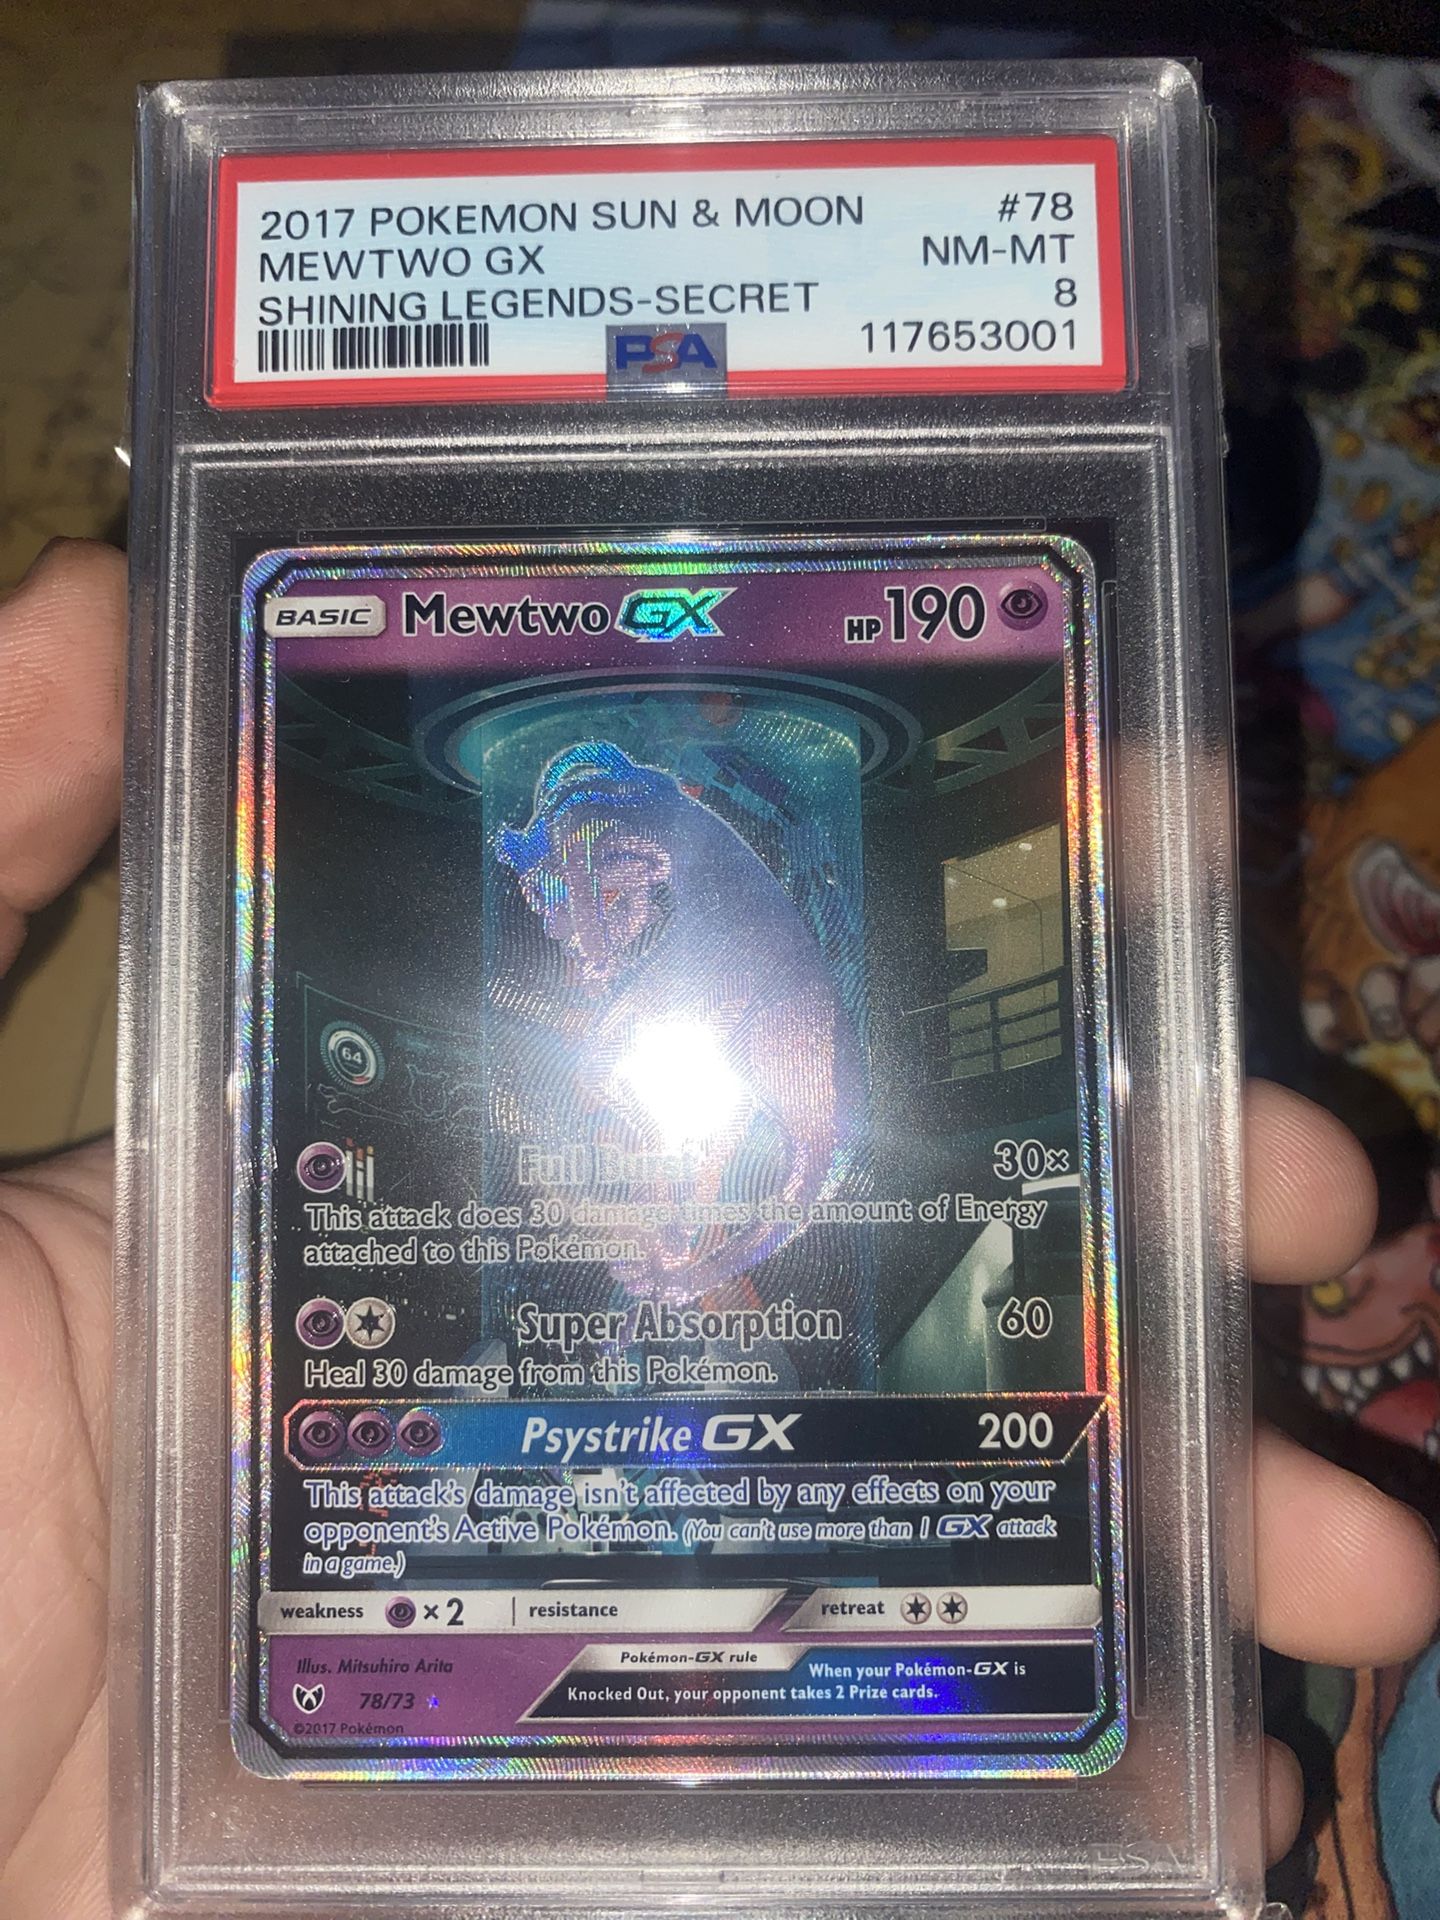 2017 POKEMON SUN & MOON #78
MEWTWO GX NM-MT
SHINING LEGENDS-SECRET 8
PSA 117653001
BASIC Mewtwo GX HP 190
64
Full Burst 30×
This attack does 30 damage times the amount of Energy
attached to this Pokémon.
Super Absorption 60
Heal 30 damage from this Pokémon.
Psystrike GX 200
This attack's damage isn't affected by any effects on your
opponent's Active Pokémon. (You can't use more than 1 GX attack
in a game.)
weakness ×2 resistance retreat
Illus. Mitsuhiro Arita
Pokémon-GX rule
When your Pokémon-GX is
Knocked Out, your opponent takes 2 Prize cards.
78/73
©2017 Pokémon
PSA